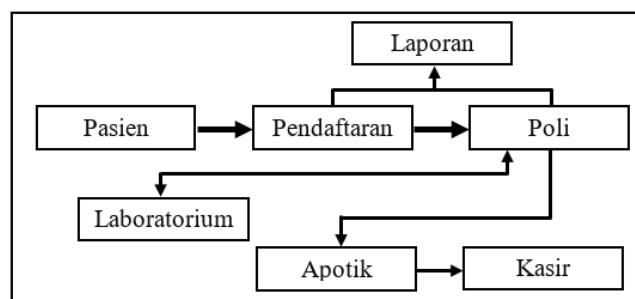 Laporan
Pasien
Pendaftaran
Poli
Laboratorium
Apotik
Kasir